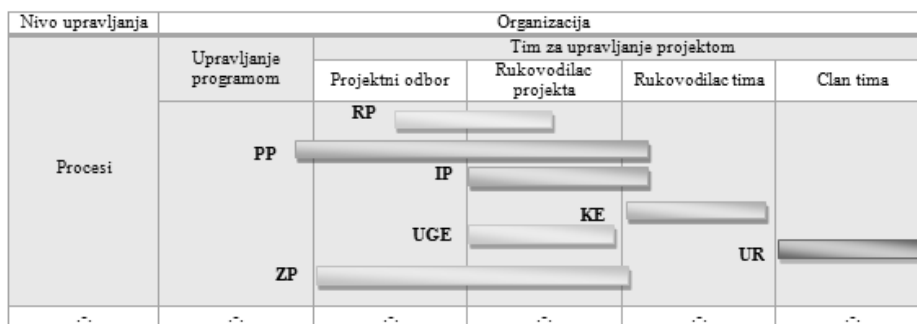 Nivo upravljanja
Organizacija
Procesi
Upravljanje
programom
Tim za upravljanje projektom
Projektni odbor
Rukovodilac
projekta
Rukovodilac tima
Clan tima
RP
PP
IP
KE
UGE
UR
ZP
.-.
.-.
.-.
.-.
.-.
.-.